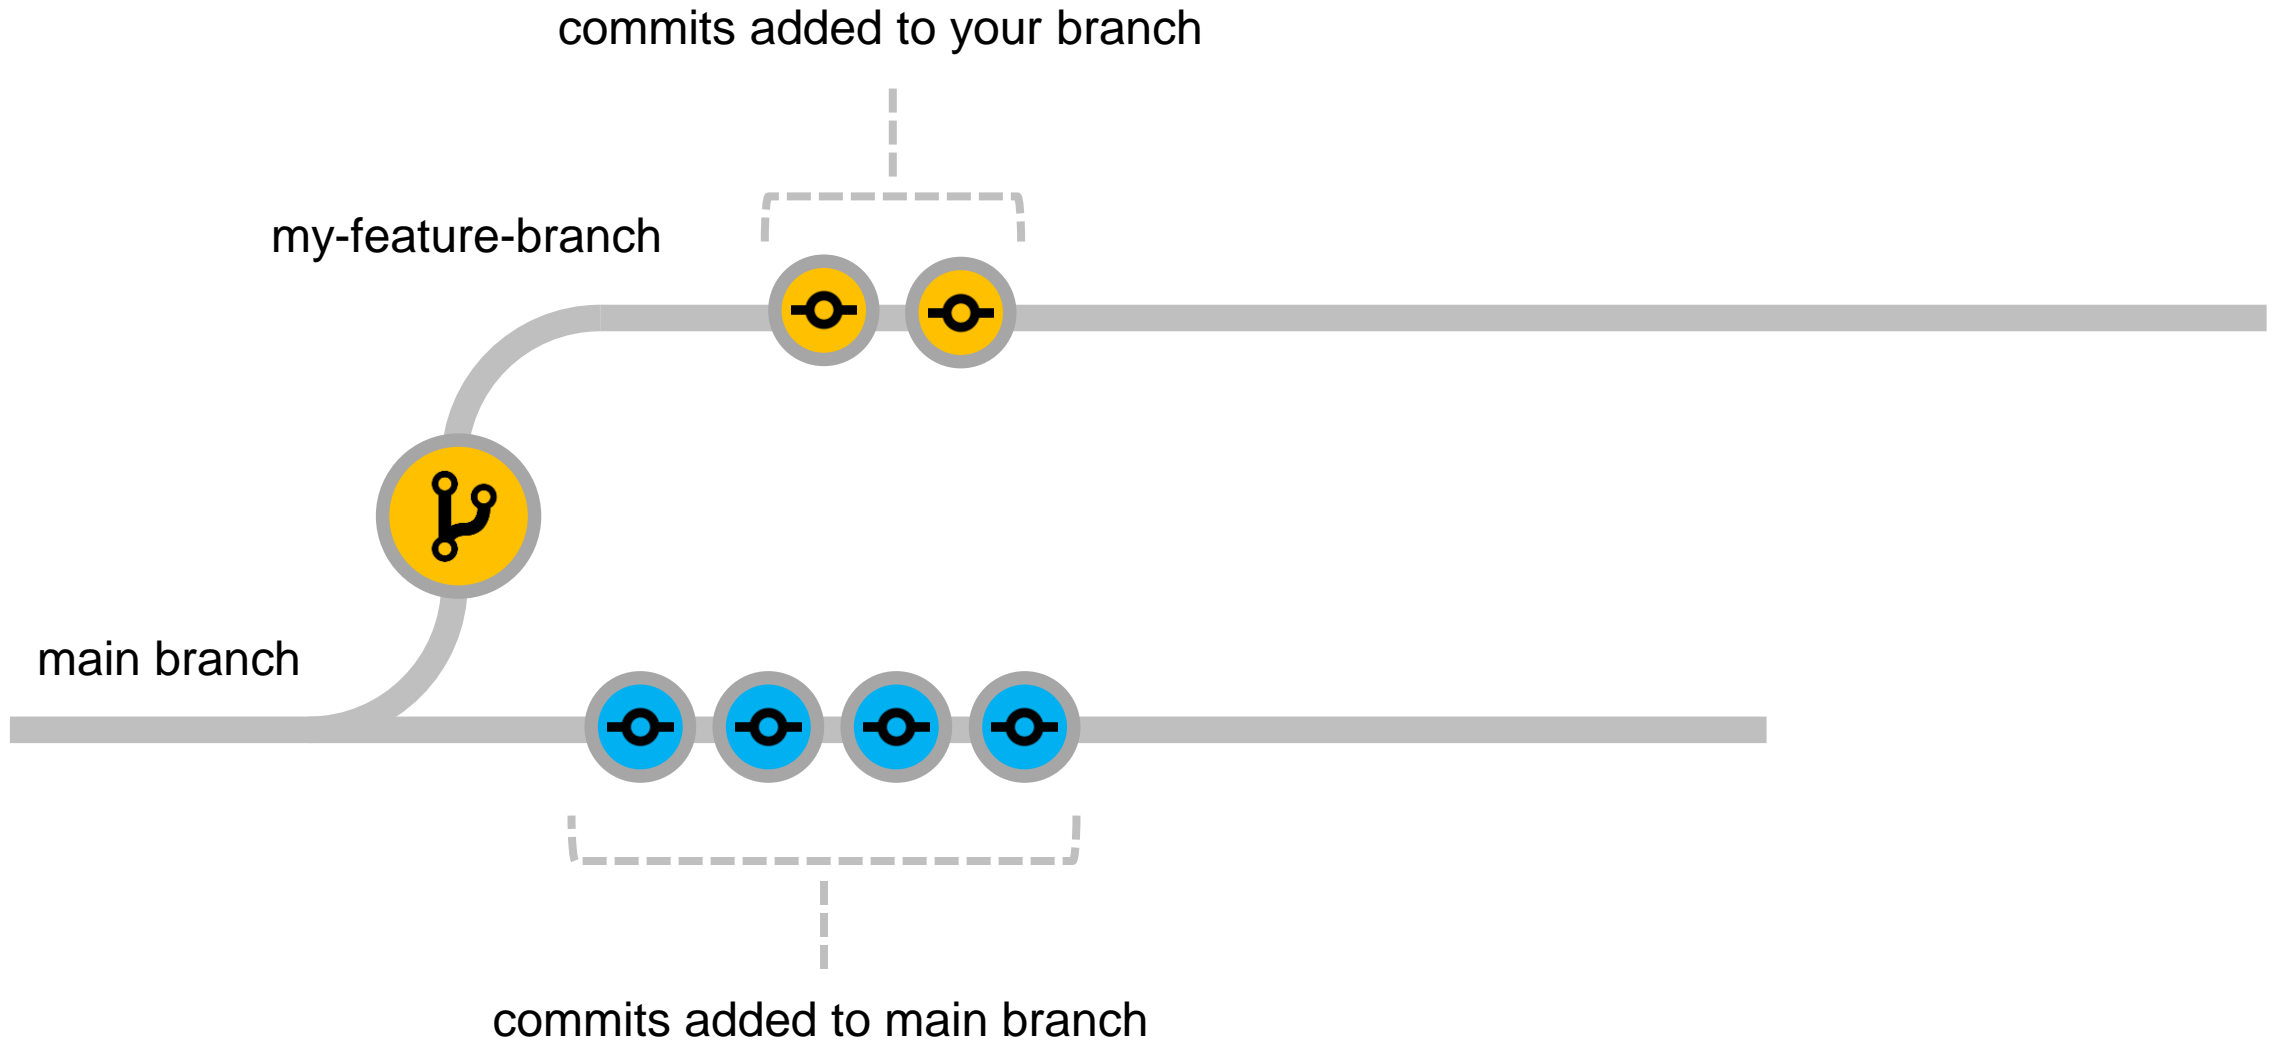 commits added to your branch
my-feature-branch
main branch
commits added to main branch